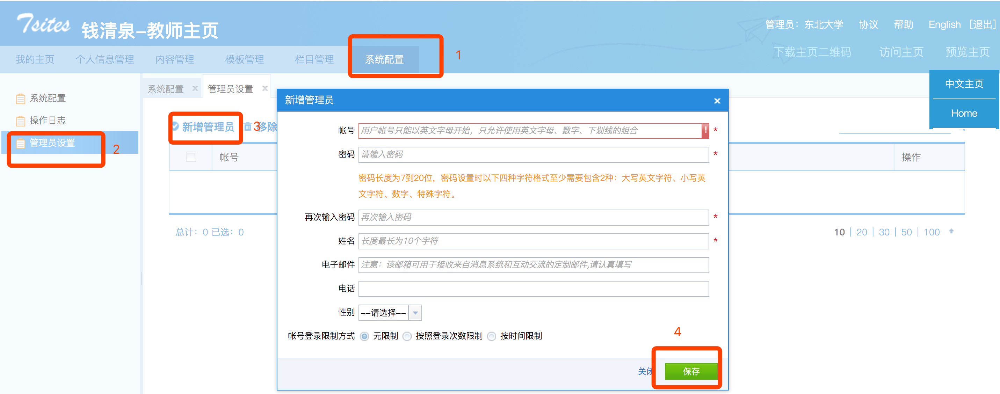 Tsites 钱清泉-教师主页
管理员：东北大学 协议 帮助 English [退出]
我的主页 个人信息管理 内容管理 模板管理 栏目管理 系统配置 1
下载主页二维码 访问主页 预览主页
中文主页
Home
系统配置
操作日志
管理员设置 2
系统配置 x 管理员设置 x
新增管理员 3 移除
帐号 操作
总计：0 已选：0
10 | 20 | 30 | 50 | 100
新增管理员 x
帐号 用户帐号只能以英文字母开始，只允许使用英文字母、数字、下划线的组合 ! *
密码 请输入密码 *
密码长度为7到20位，密码设置时以下四种字符格式至少需要包含2种：大写英文字符、小写英
文字符、数字、特殊字符。
再次输入密码 再次输入密码 *
姓名 长度最长为10个字符 *
电子邮件 注意：该邮箱可用于接收来自消息系统和互动交流的定制邮件,请认真填写
电话
性别 --请选择--
帐号登录限制方式 无限制 按照登录次数限制 按时间限制
4
关闭 保存